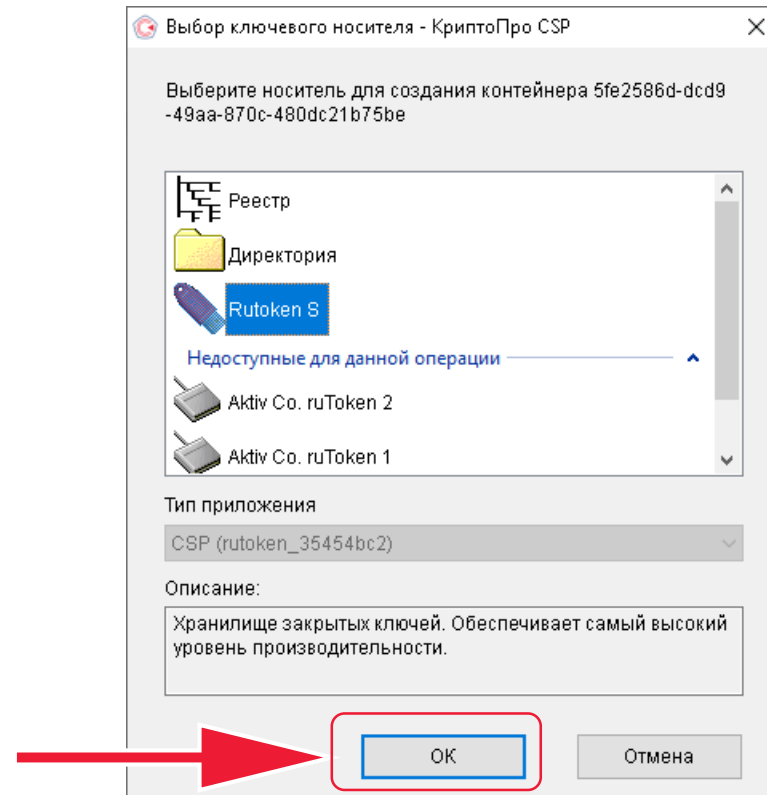 Выбор ключевого носителя - КриптоПро CSP
Выберите носитель для создания контейнера 5fe2586d-dcd9
-49aa-870c-480dc21b75be
Реестр
Директория
Rutoken S
Недоступные для данной операции
Aktiv Co. ruToken 2
Aktiv Co. ruToken 1
Тип приложения
CSP (rutoken_35454bc2)
Описание:
Хранилище закрытых ключей. Обеспечивает самый высокий
уровень производительности.
ОК
Отмена